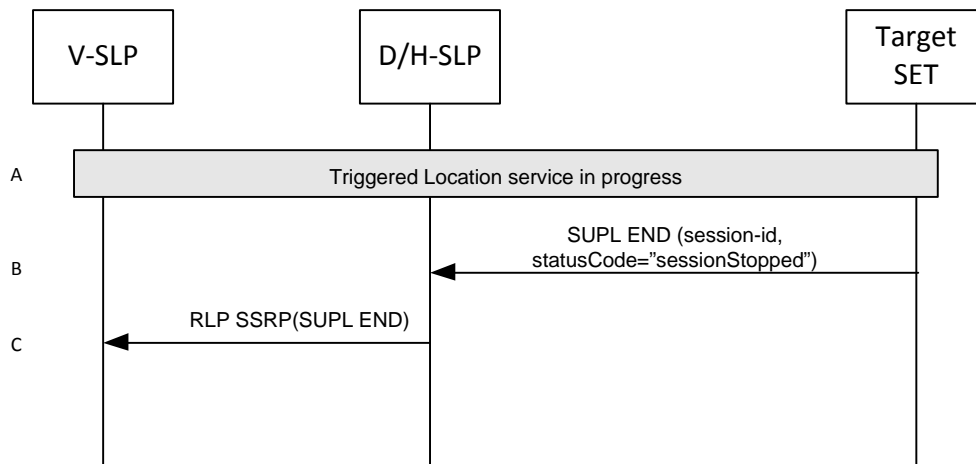 V-SLP
D/H-SLP
Target
SET
A
Triggered Location service in progress
SUPL END (session-id,
statusCode=”sessionStopped”)
B
RLP SSRP(SUPL END)
C